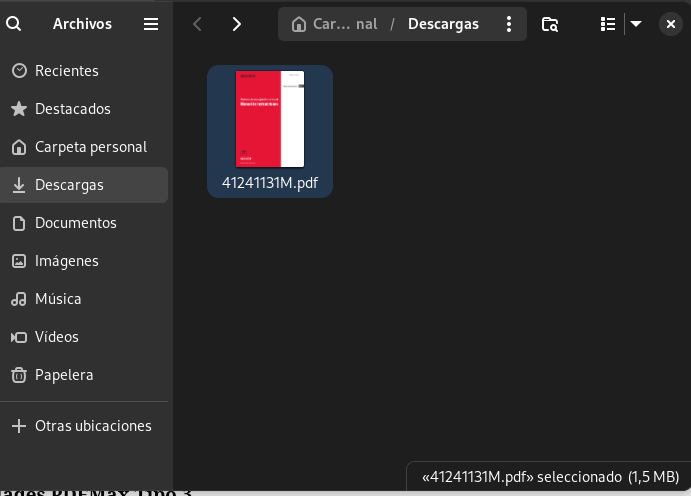 Archivos
Car… nal / Descargas
Recientes
Destacados
Carpeta personal
Descargas
Documentos
Imágenes
Música
Vídeos
Papelera
Otras ubicaciones
41241131M.pdf
«41241131M.pdf» seleccionado (1,5 MB)